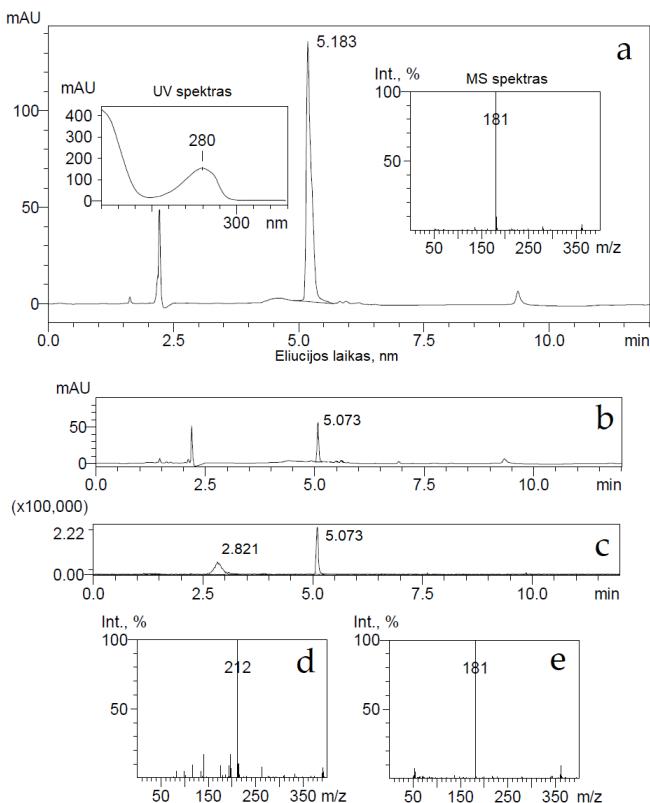 mAU
5.183
a
UV spektras
mAU
400
300
200
100
0
280
300
nm
MS spektras
Int., %
100
50
181
50 150 250 350 m/z
100
50
0
0.0 2.5 5.0 7.5 10.0 min
Eliucijos laikas, nm
mAU
50
0
5.073
b
0.0 2.5 5.0 7.5 10.0 min
(x100,000)
2.22
0.00
2.821
5.073
c
0.0 2.5 5.0 7.5 10.0 min
Int., %
100
50
212
d
50 150 250 350 m/z
Int., %
100
50
181
e
50 150 250 350 m/z